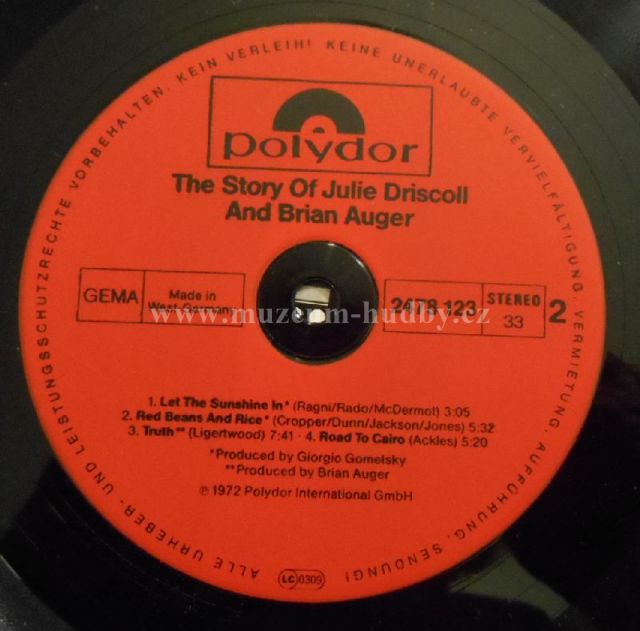 ALLE URHEBER- UND LEISTUNGSSCHUTZRECHTE VORBEHALTEN. KEIN VERLEIH! KEINE UNERLAUBTE VERVIELFÄLTIGUNG, VERMIETUNG, AUFFÜHRUNG, SENDUNG!
polydor
The Story Of Julie Driscoll
And Brian Auger
GEMA
Made in
West-Germany
2478 123
STEREO
33
2
www.muzeum-hudby.cz
1. Let The Sunshine In* (Ragni/Rado/McDermot) 3:05
2. Red Beans And Rice* (Cropper/Dunn/Jackson/Jones) 5:32
3. Truth** (Ligertwood) 7:41 · 4. Road To Cairo (Ackles) 5:20
*Produced by Giorgio Gomelsky
**Produced by Brian Auger
℗ 1972 Polydor International GmbH
LC 0309